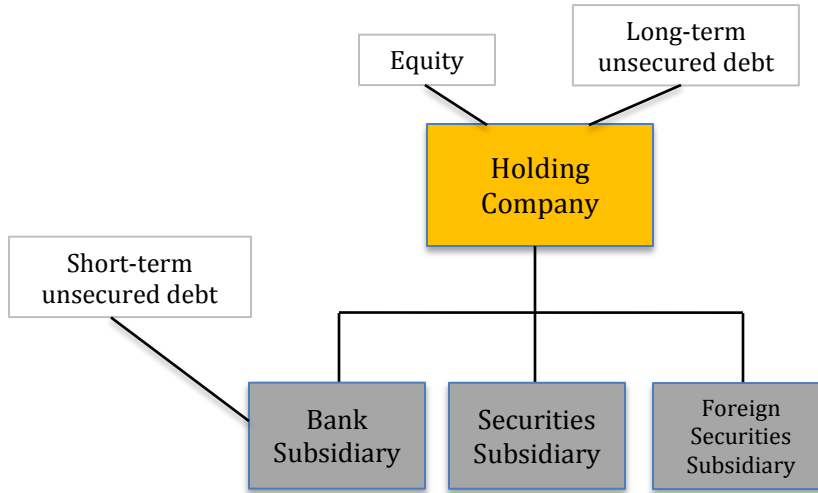 Equity
Long-term
unsecured debt
Holding
Company
Short-term
unsecured debt
Bank
Subsidiary
Securities
Subsidiary
Foreign
Securities
Subsidiary